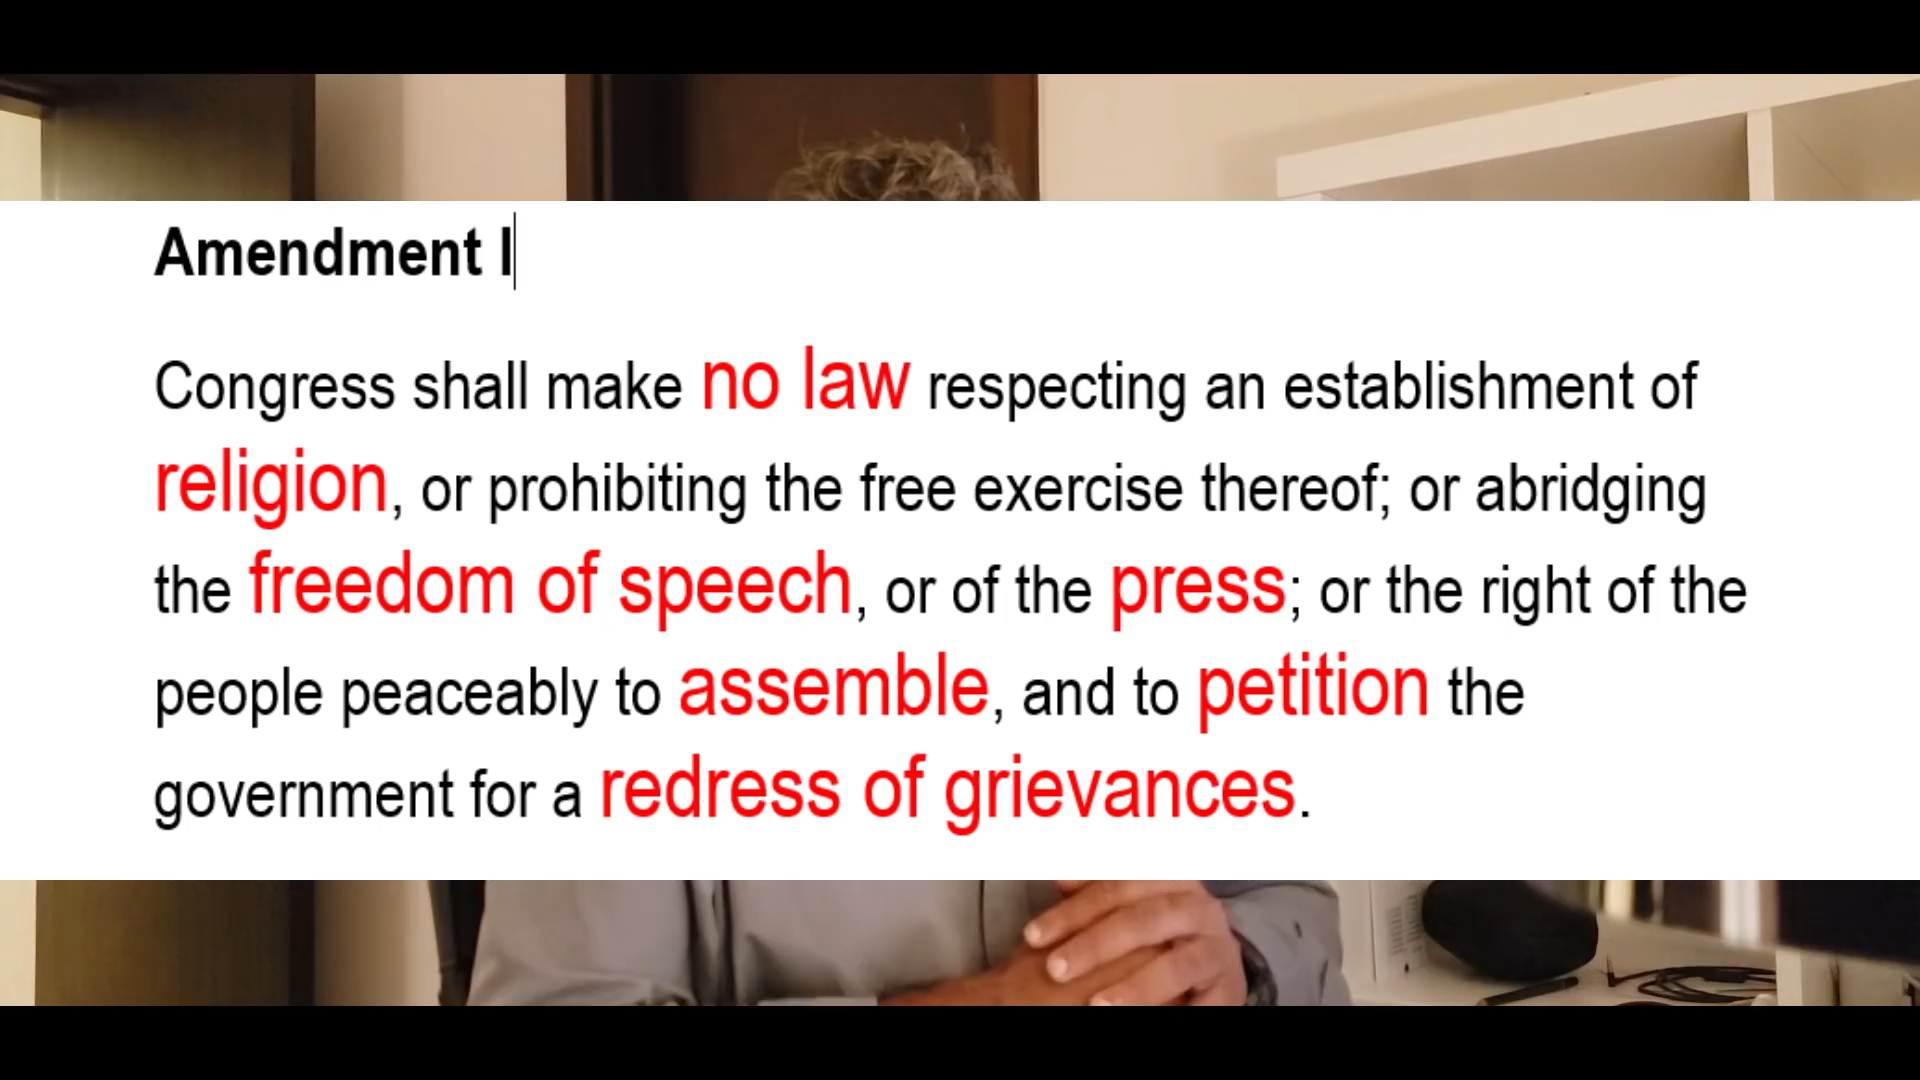 Amendment I
Congress shall make no law respecting an establishment of
religion, or prohibiting the free exercise thereof; or abridging
the freedom of speech, or of the press; or the right of the
people peaceably to assemble, and to petition the
government for a redress of grievances.